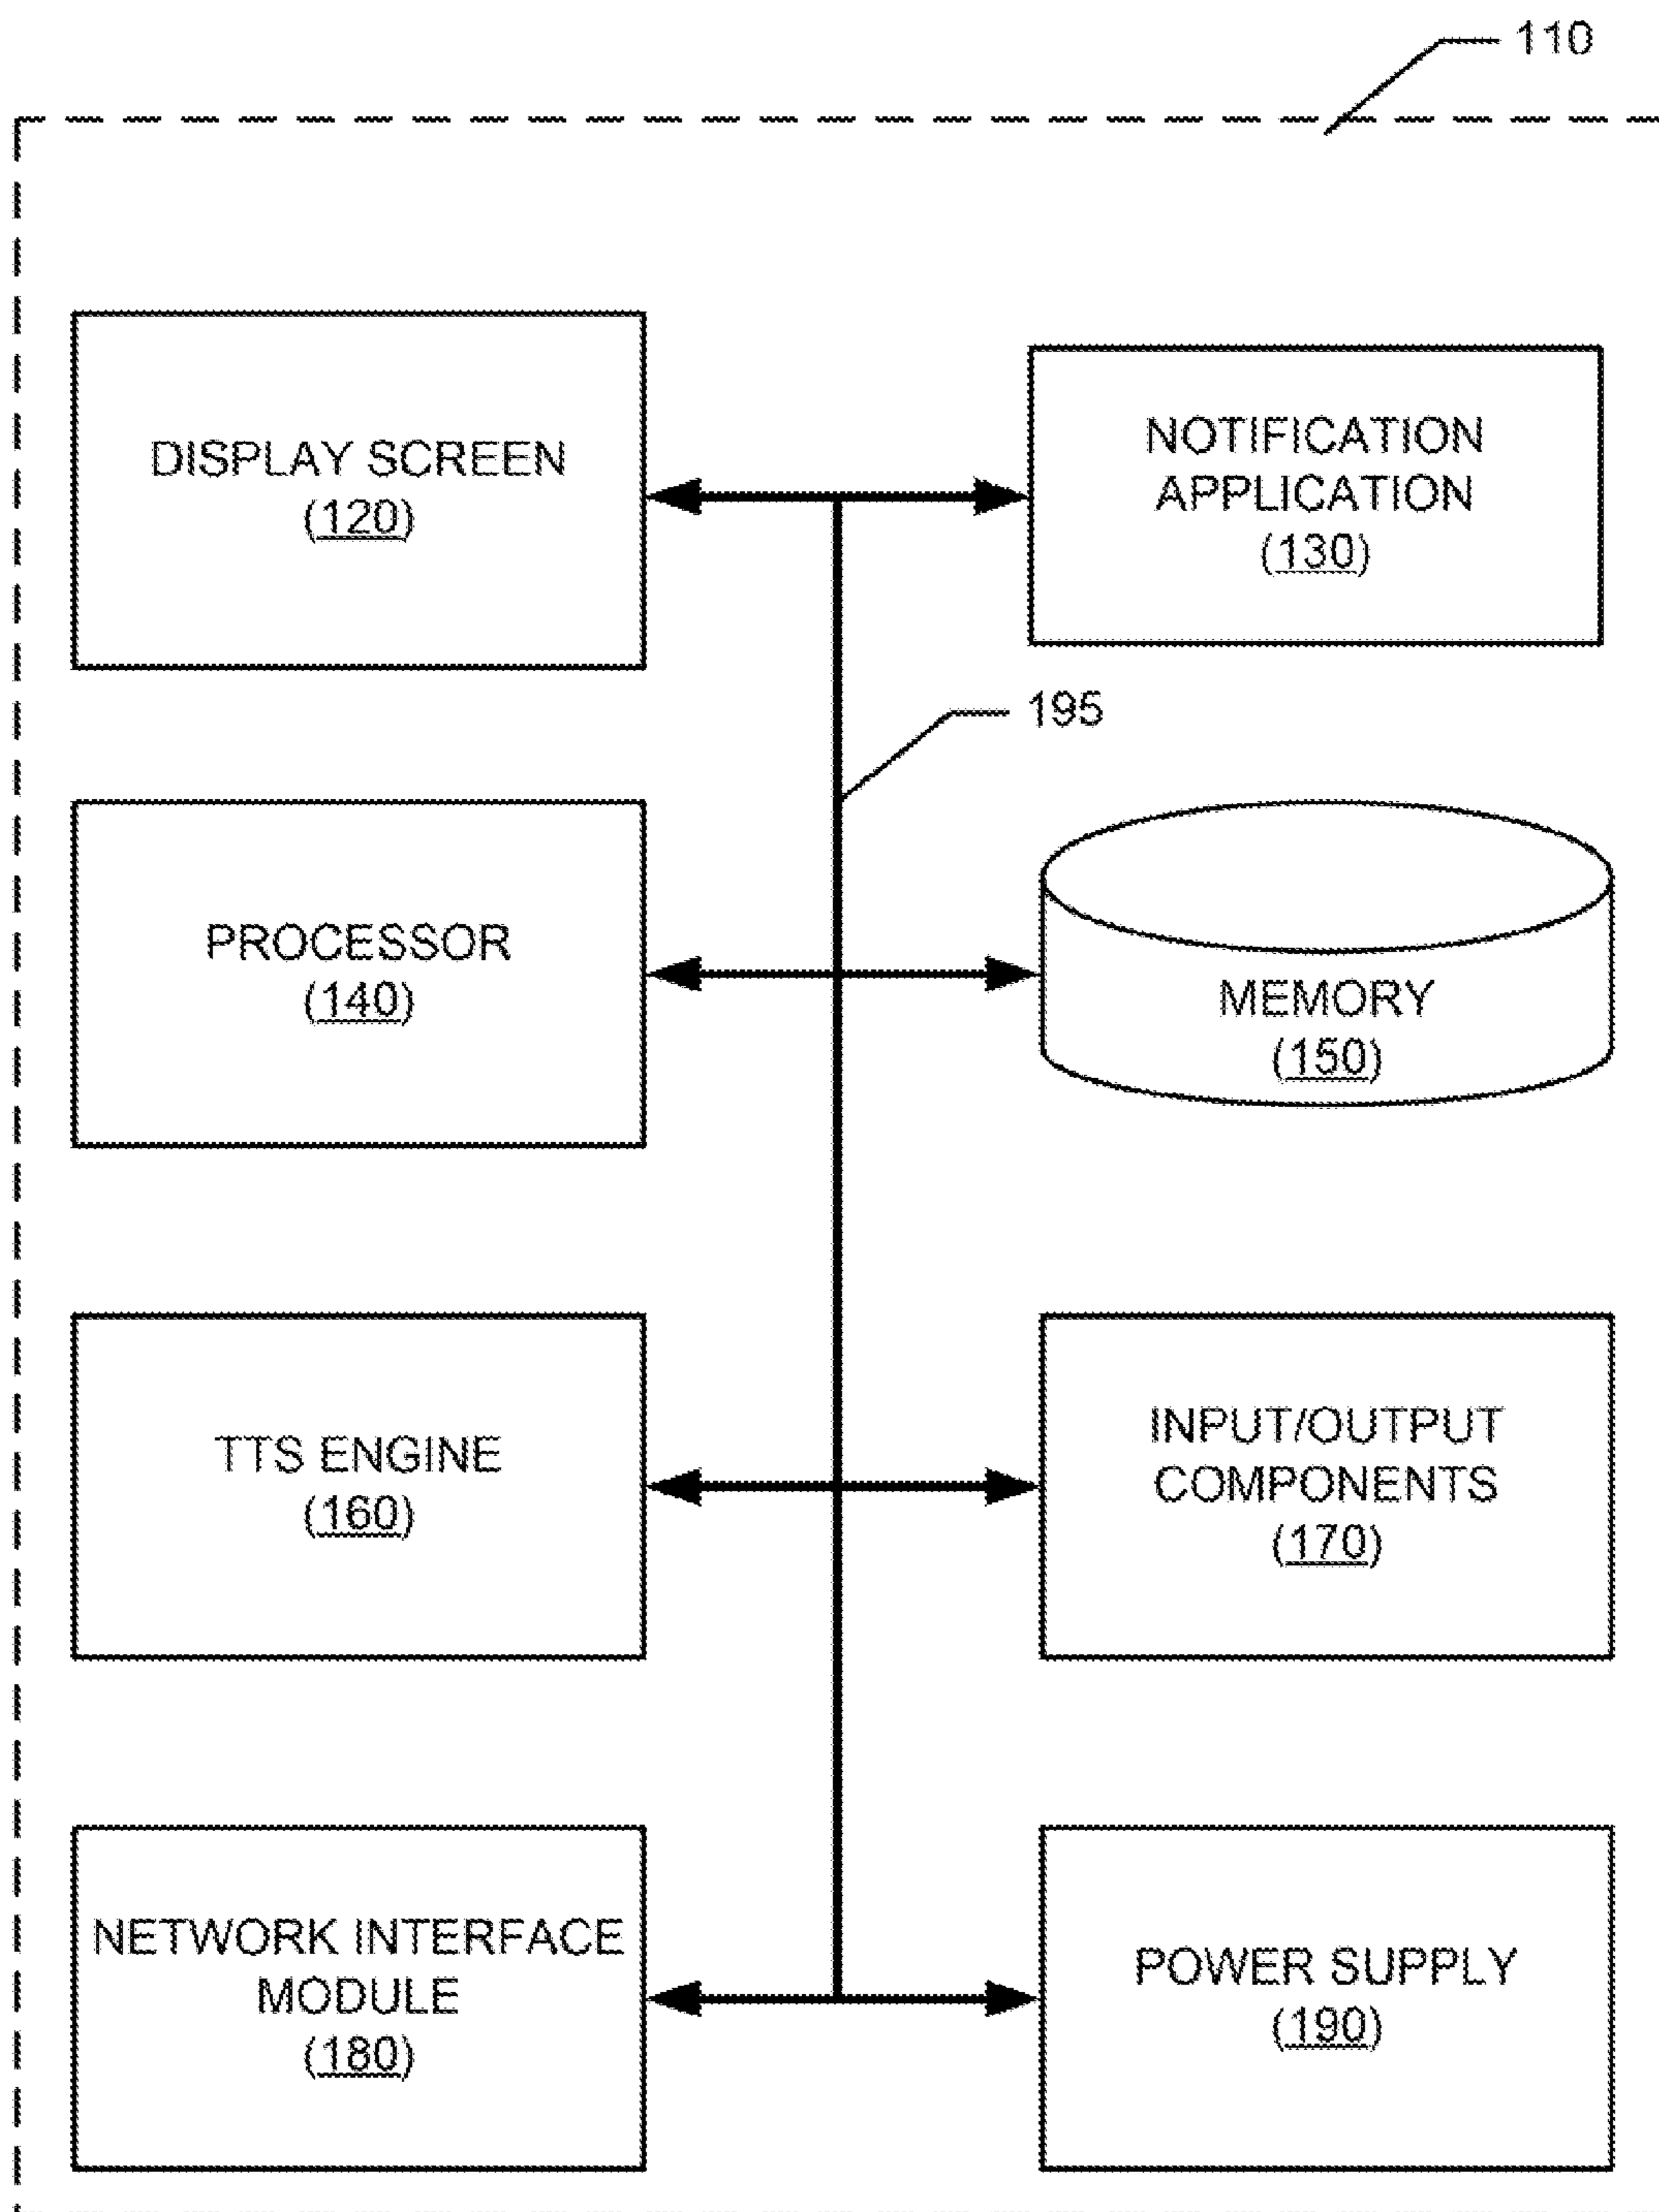 110
DISPLAY SCREEN
(120)
NOTIFICATION
APPLICATION
(130)
195
PROCESSOR
(140)
MEMORY
(150)
TTS ENGINE
(160)
INPUT/OUTPUT
COMPONENTS
(170)
NETWORK INTERFACE
MODULE
(180)
POWER SUPPLY
(190)